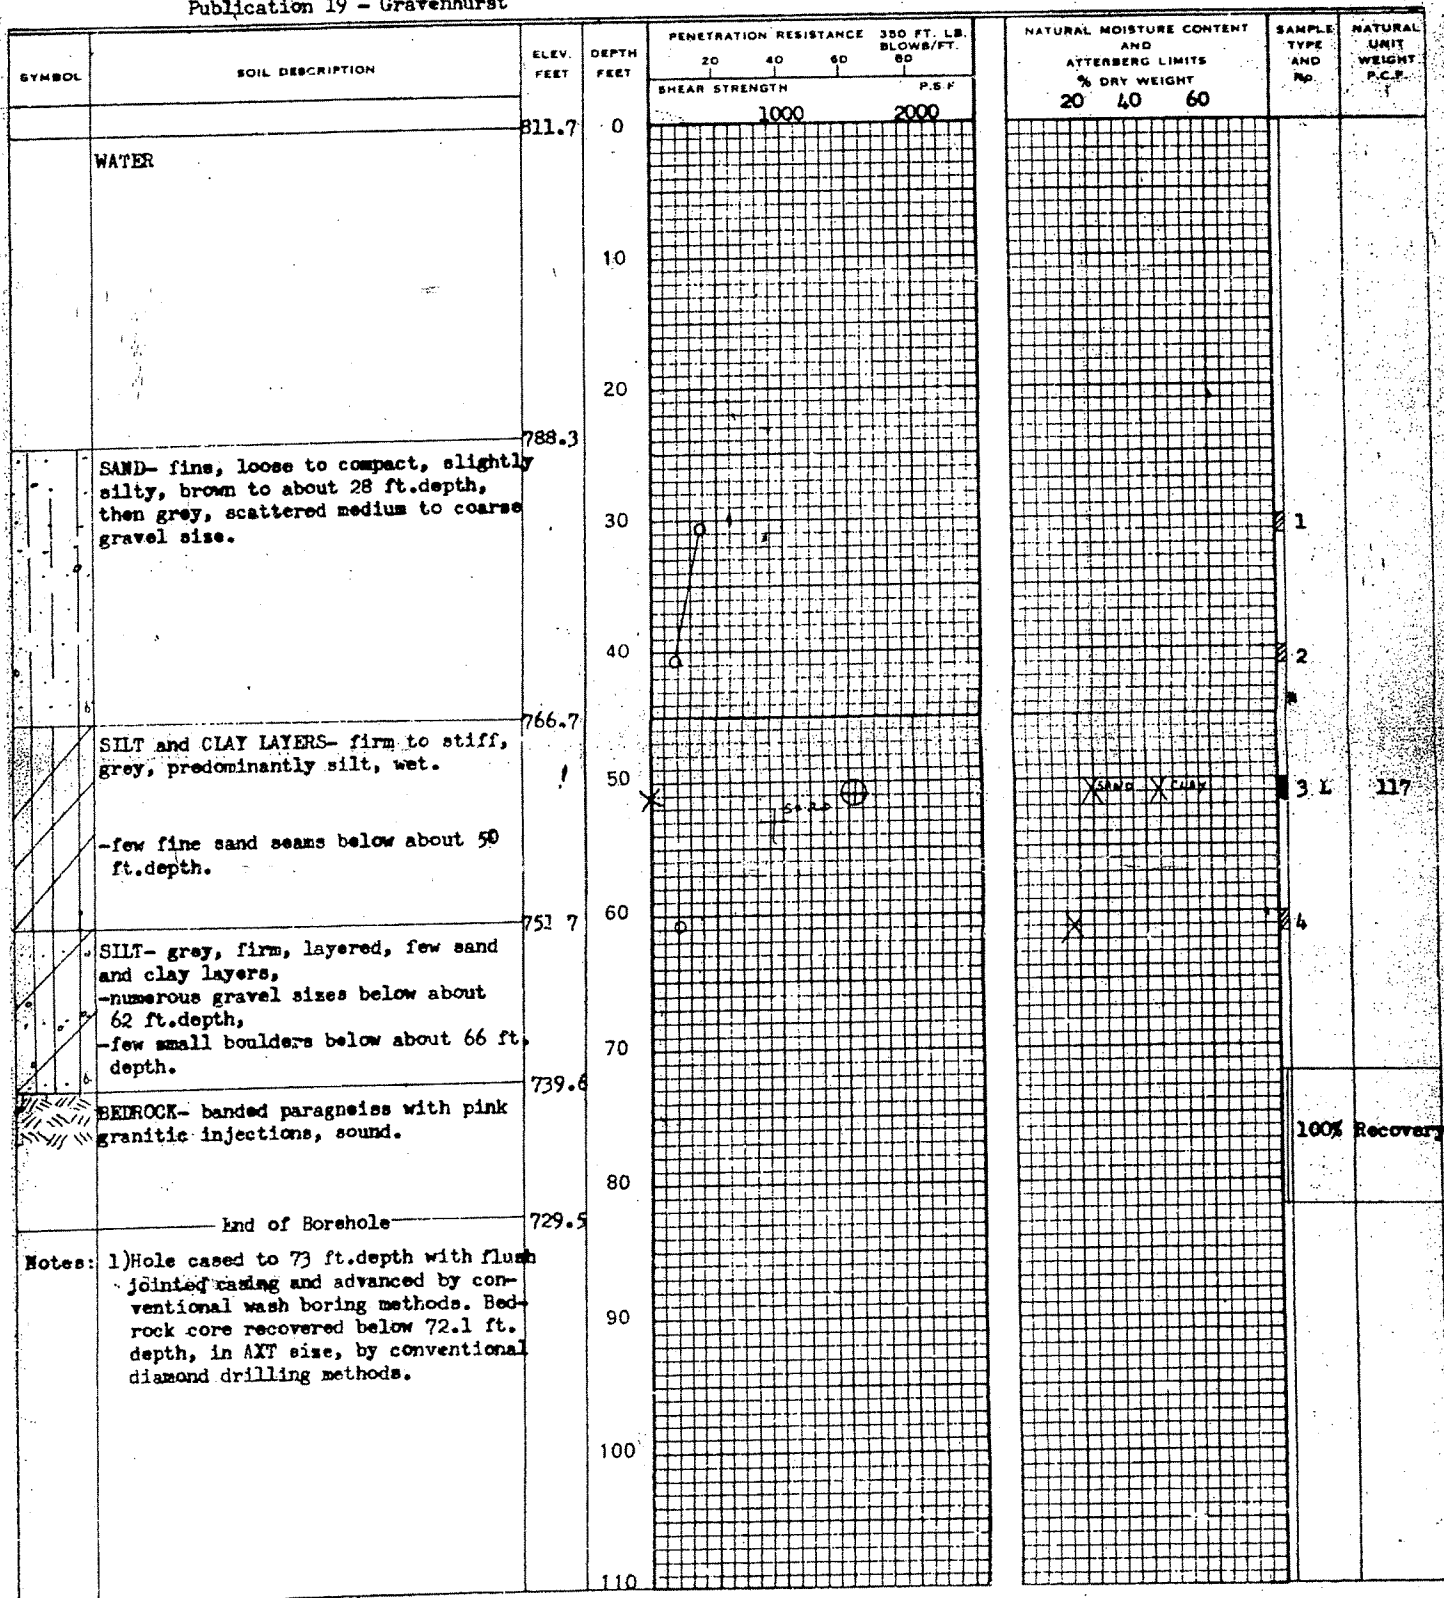 Publication 19 - Gravenhurst
SYMBOL
SOIL DESCRIPTION
ELEV.
FEET
DEPTH
FEET
PENETRATION RESISTANCE 350 FT. LB.
BLOWS/FT.
20 40 60 80
SHEAR STRENGTH P.S.F
1000 2000
NATURAL MOISTURE CONTENT
AND
ATTERBERG LIMITS
% DRY WEIGHT
20 40 60
SAMPLE
TYPE
AND
No.
NATURAL
UNIT
WEIGHT
P.C.F.
811.7 0
WATER
10
20
788.3
SAND- fine, loose to compact, slightly
silty, brown to about 28 ft.depth,
then grey, scattered medium to coarse
gravel size.
30
1
40
2
766.7
SILT and CLAY LAYERS- firm to stiff,
grey, predominantly silt, wet.
50
SAND CLAY
3 L 117
-few fine sand seams below about 50
ft.depth.
60
4
751 7
SILT- grey, firm, layered, few sand
and clay layers,
-numerous gravel sizes below about
62 ft.depth,
-few small boulders below about 66 ft.
depth.
70
739.6
BEDROCK- banded paragneiss with pink
granitic injections, sound.
100% Recovery
80
End of Borehole
729.5
Notes: 1)Hole cased to 73 ft.depth with flush
jointed casing and advanced by con-
ventional wash boring methods. Bed-
rock core recovered below 72.1 ft.
depth, in AXT size, by conventional
diamond drilling methods.
90
100
110